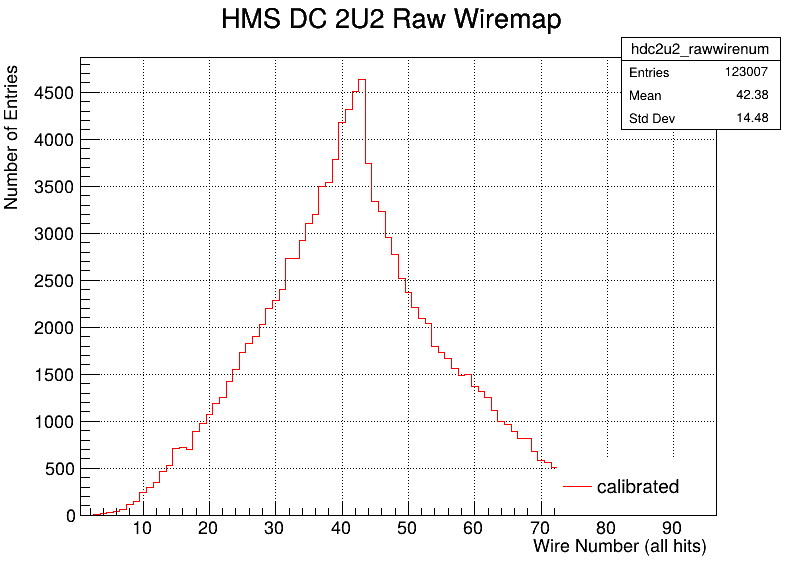 HMS DC 2U2 Raw Wiremap
hdc2u2_rawwirenum
Entries 123007
Mean 42.38
Std Dev 14.48
Number of Entries
4500
4000
3500
3000
2500
2000
1500
1000
500
0
calibrated
10 20 30 40 50 60 70 80 90
Wire Number (all hits)